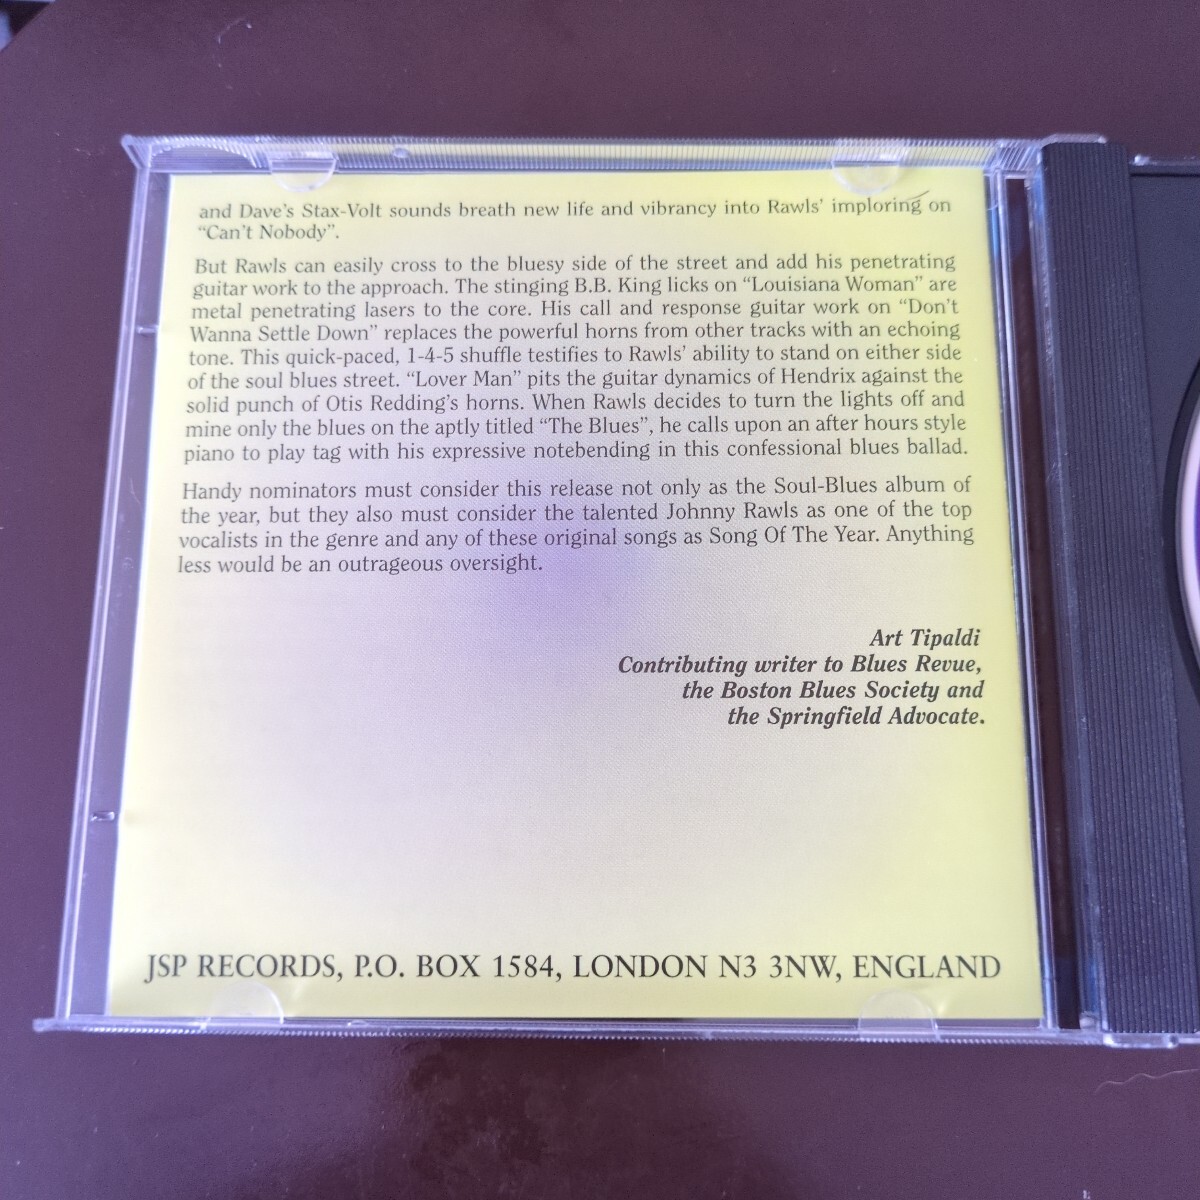 and Dave's Stax-Volt sounds breath new life and vibrancy into Rawls' imploring on
“Can't Nobody”.
But Rawls can easily cross to the bluesy side of the street and add his penetrating
guitar work to the approach. The stinging B.B. King licks on “Louisiana Woman” are
metal penetrating lasers to the core. His call and response guitar work on “Don't
Wanna Settle Down” replaces the powerful horns from other tracks with an echoing
tone. This quick-paced, 1-4-5 shuffle testifies to Rawls' ability to stand on either side
of the soul blues street. “Lover Man” pits the guitar dynamics of Hendrix against the
solid punch of Otis Redding's horns. When Rawls decides to turn the lights off and
mine only the blues on the aptly titled “The Blues”, he calls upon an after hours style
piano to play tag with his expressive notebending in this confessional blues ballad.
Handy nominators must consider this release not only as the Soul-Blues album of
the year, but they also must consider the talented Johnny Rawls as one of the top
vocalists in the genre and any of these original songs as Song Of The Year. Anything
less would be an outrageous oversight.
Art Tipaldi
Contributing writer to Blues Revue,
the Boston Blues Society and
the Springfield Advocate.
JSP RECORDS, P.O. BOX 1584, LONDON N3 3NW, ENGLAND